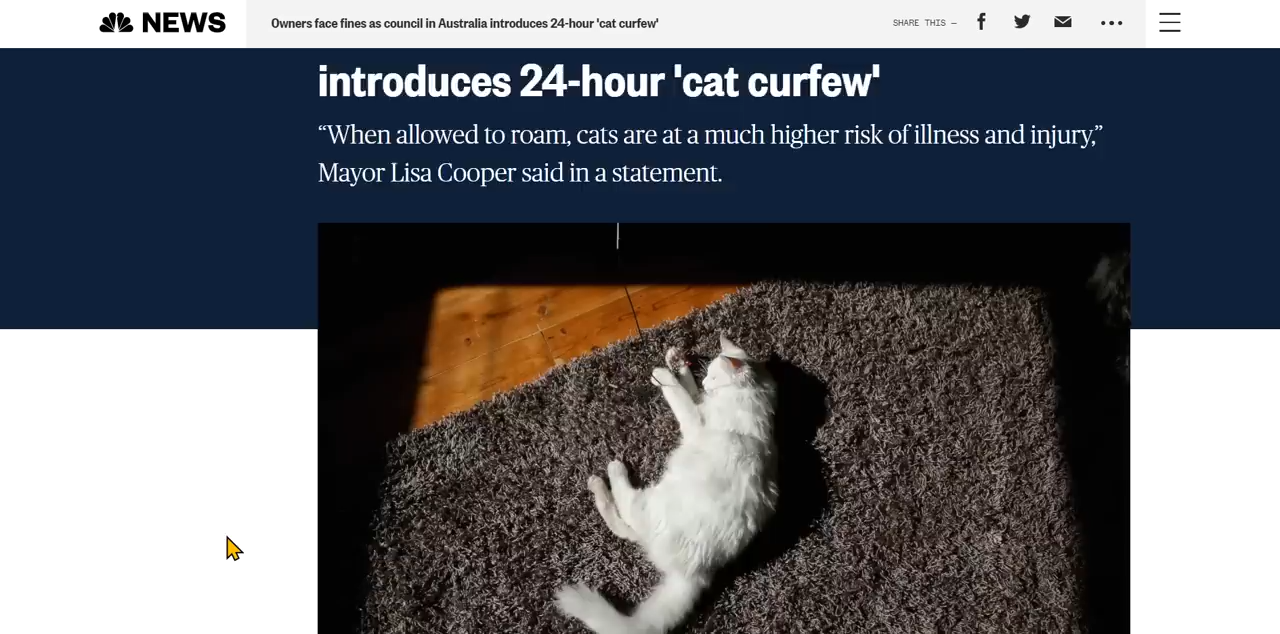 NEWS
Owners face fines as council in Australia introduces 24-hour 'cat curfew'
SHARE THIS —
introduces 24-hour 'cat curfew'
“When allowed to roam, cats are at a much higher risk of illness and injury,”
Mayor Lisa Cooper said in a statement.